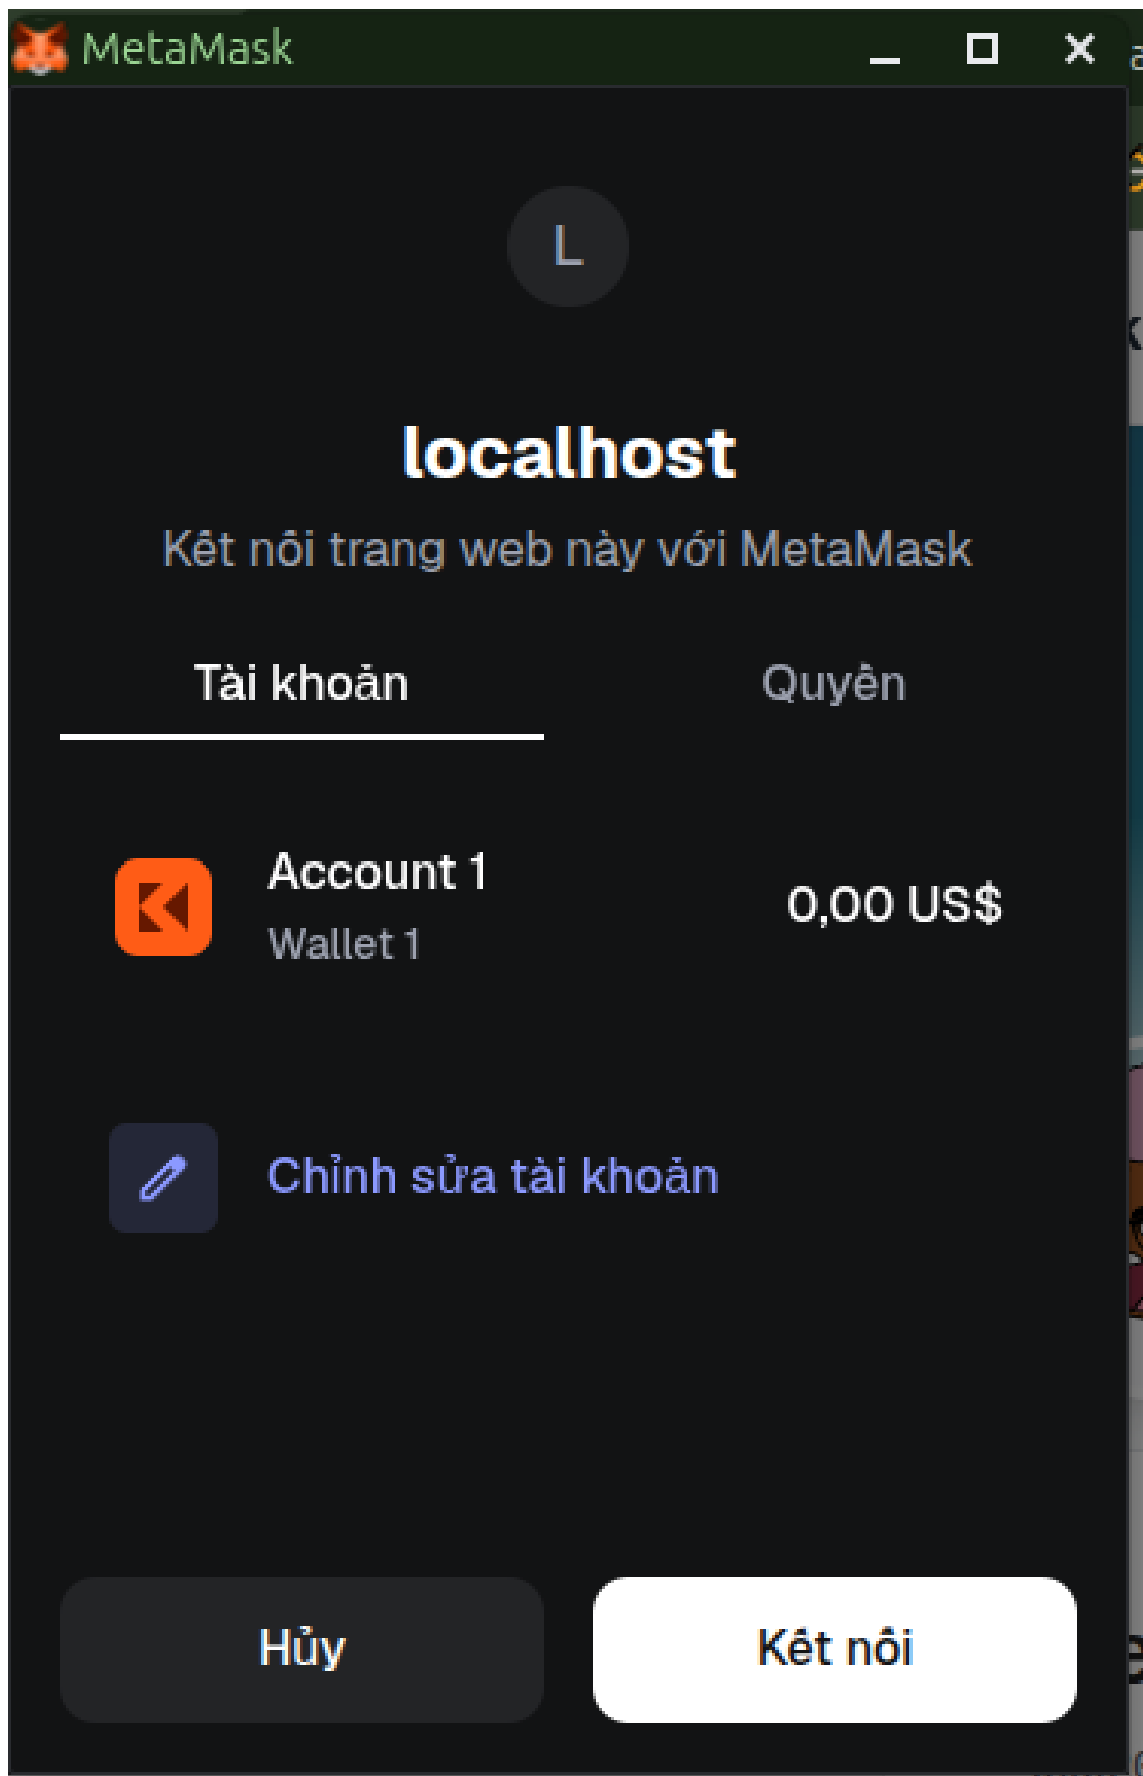 MetaMask
L
localhost
Kết nối trang web này với MetaMask
Tài khoản
Quyền
Account 1
Wallet 1
0,00 US$
Chỉnh sửa tài khoản
Hủy
Kết nối